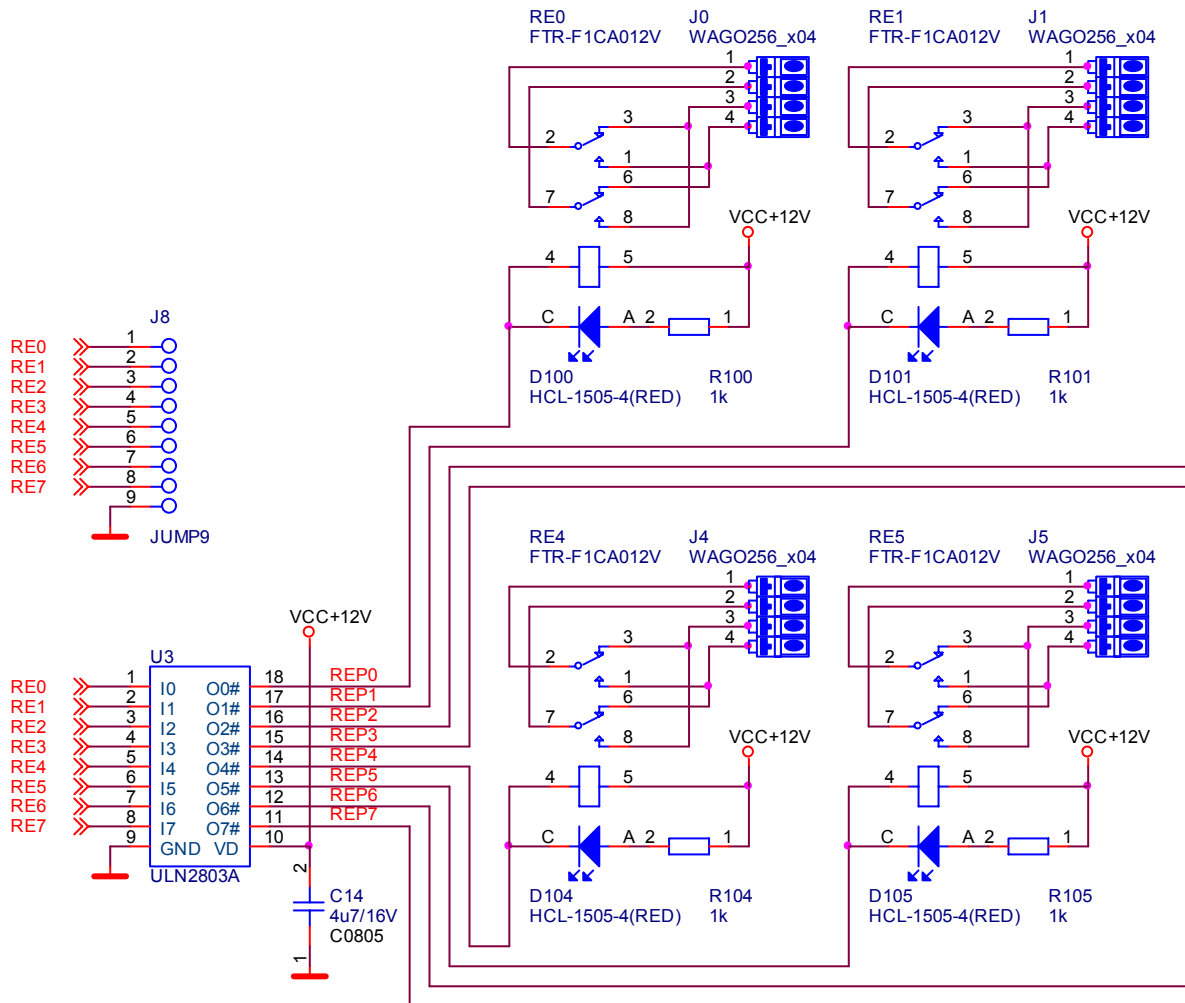 RE0 J0 RE1 J1
FTR-F1CA012V WAGO256_x04 FTR-F1CA012V WAGO256_x04
1 1
2 2
3 3
4 4
3 3
2 2
1 1
6 6
7 7
8 8
VCC+12V VCC+12V
4 5 4 5
J8
C A 2 1 C A 2 1
RE0 1
RE1 2
RE2 3
RE3 4
RE4 5
RE5 6
RE6 7
RE7 8
9
D100 R100 D101 R101
HCL-1505-4(RED) 1k HCL-1505-4(RED) 1k
JUMP9
RE4 J4 RE5 J5
FTR-F1CA012V WAGO256_x04 FTR-F1CA012V WAGO256_x04
1 1
2 2
3 3
4 4
3 3
2 2
1 1
6 6
7 7
8 8
VCC+12V
U3
RE0 1 I0 O0# 18 REP0
RE1 2 I1 O1# 17 REP1
RE2 3 I2 O2# 16 REP2
RE3 4 I3 O3# 15 REP3
RE4 5 I4 O4# 14 REP4
RE5 6 I5 O5# 13 REP5
RE6 7 I6 O6# 12 REP6
RE7 8 I7 O7# 11 REP7
9 GND VD 10
ULN2803A
VCC+12V VCC+12V
4 5 4 5
C A 2 1 C A 2 1
2
C14
4u7/16V
C0805
1
D104 R104 D105 R105
HCL-1505-4(RED) 1k HCL-1505-4(RED) 1k